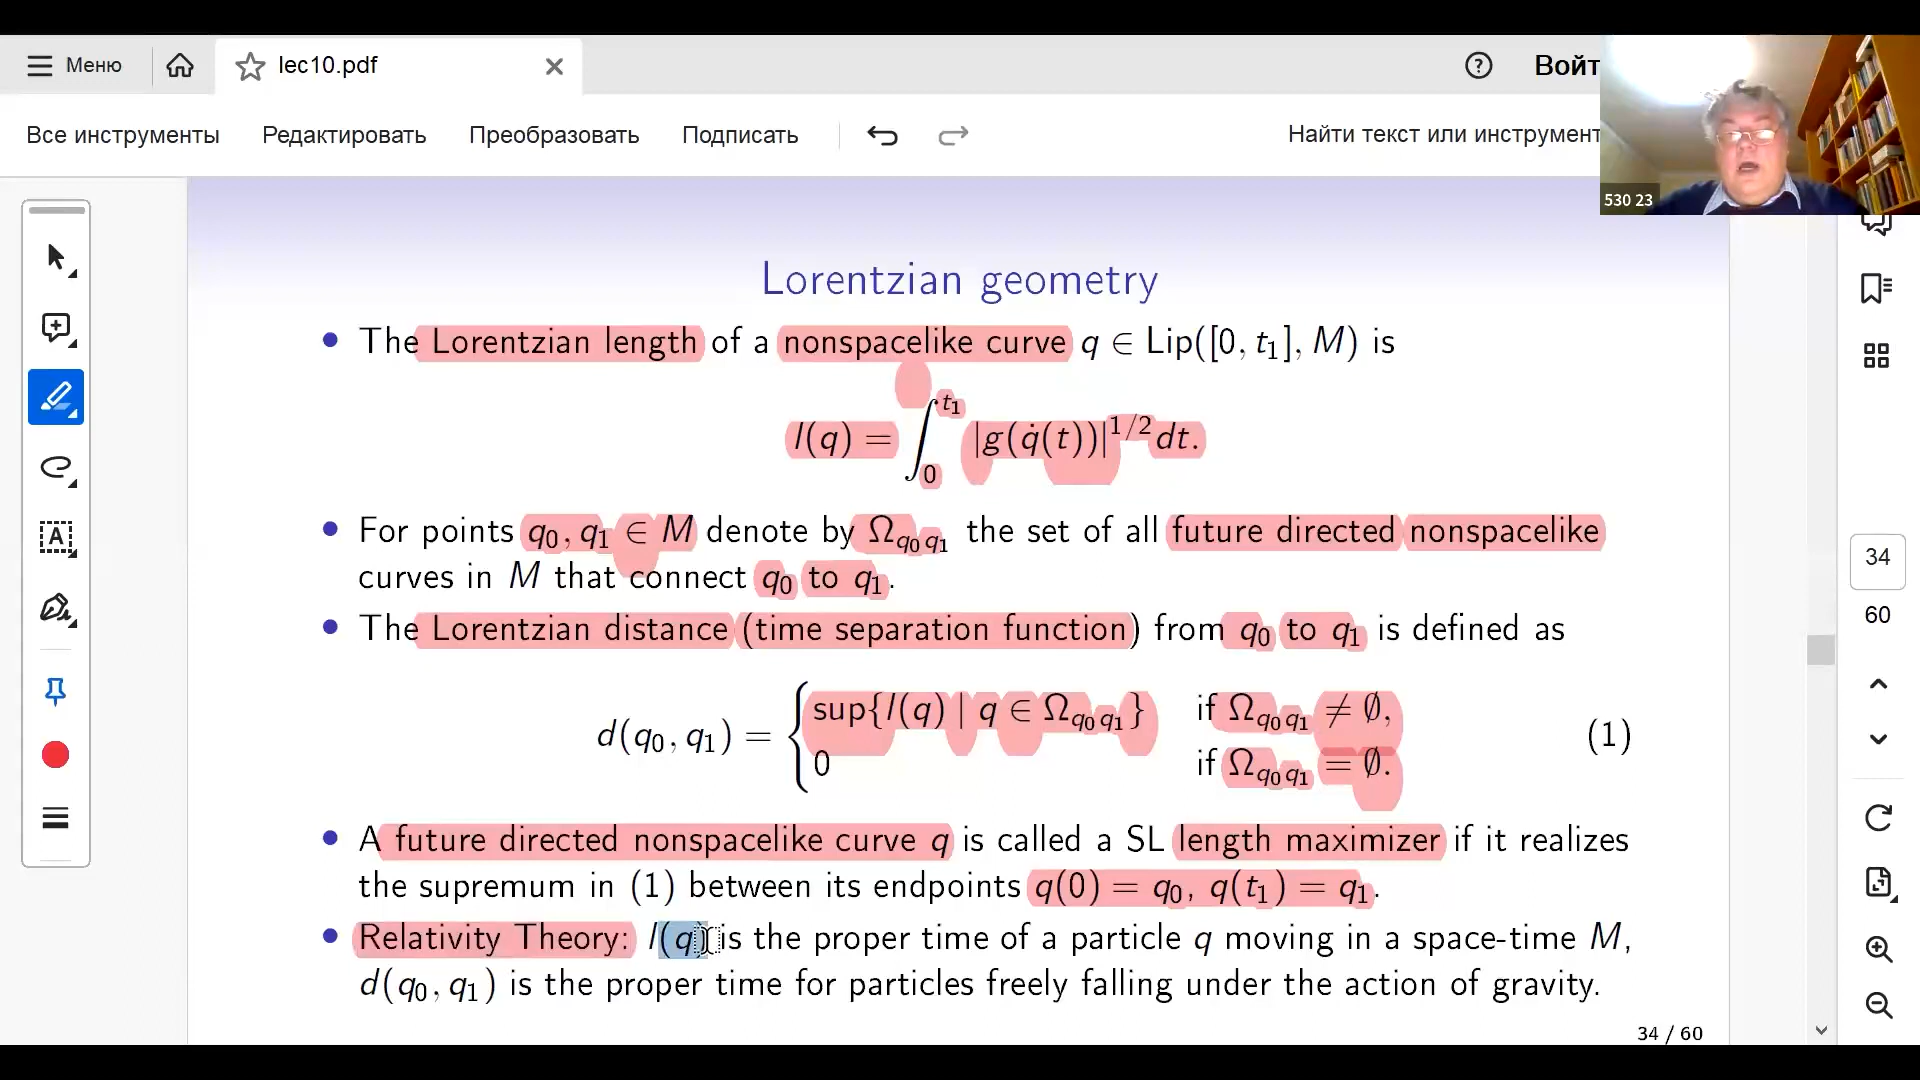 Меню
lec10.pdf
Войт
Все инструменты Редактировать Преобразовать Подписать
Найти текст или инструмент
530 23
Lorentzian geometry
The Lorentzian length of a nonspacelike curve q ∈ Lip([0, t₁], M) is
l(q) = ∫₀^{t₁} |g(q̇(t))|^{1/2} dt.
For points q₀, q₁ ∈ M denote by Ω_{q₀q₁} the set of all future directed nonspacelike
curves in M that connect q₀ to q₁.
The Lorentzian distance (time separation function) from q₀ to q₁ is defined as
d(q₀, q₁) = { sup{l(q) | q ∈ Ω_{q₀q₁}} if Ω_{q₀q₁} ≠ ∅,
0 if Ω_{q₀q₁} = ∅. (1)
A future directed nonspacelike curve q is called a SL length maximizer if it realizes
the supremum in (1) between its endpoints q(0) = q₀, q(t₁) = q₁.
Relativity Theory: l(q) is the proper time of a particle q moving in a space-time M,
d(q₀, q₁) is the proper time for particles freely falling under the action of gravity.
34 / 60
34
60